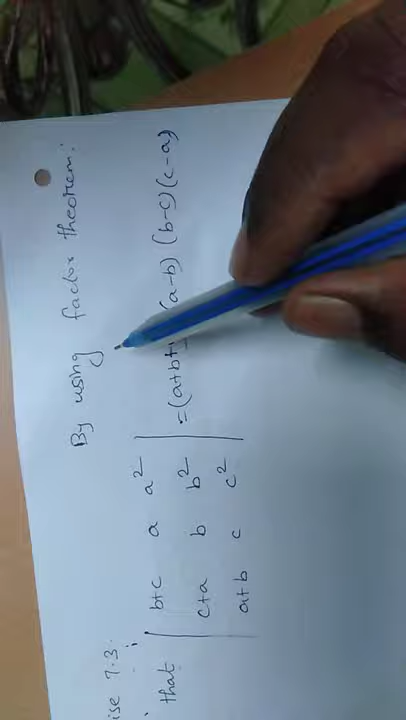 By using factor theorem:
ise 7.3:
that | b+c a a² | = (a+b+ (a-b) (b-c) (c-a)
c+a b b²
a+b c c²